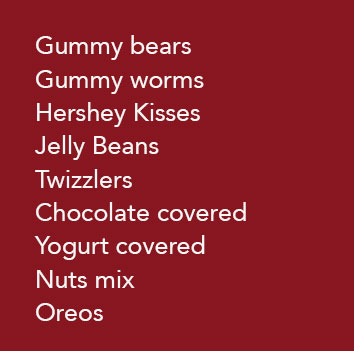 Gummy bears
Gummy worms
Hershey Kisses
Jelly Beans
Twizzlers
Chocolate covered
Yogurt covered
Nuts mix
Oreos